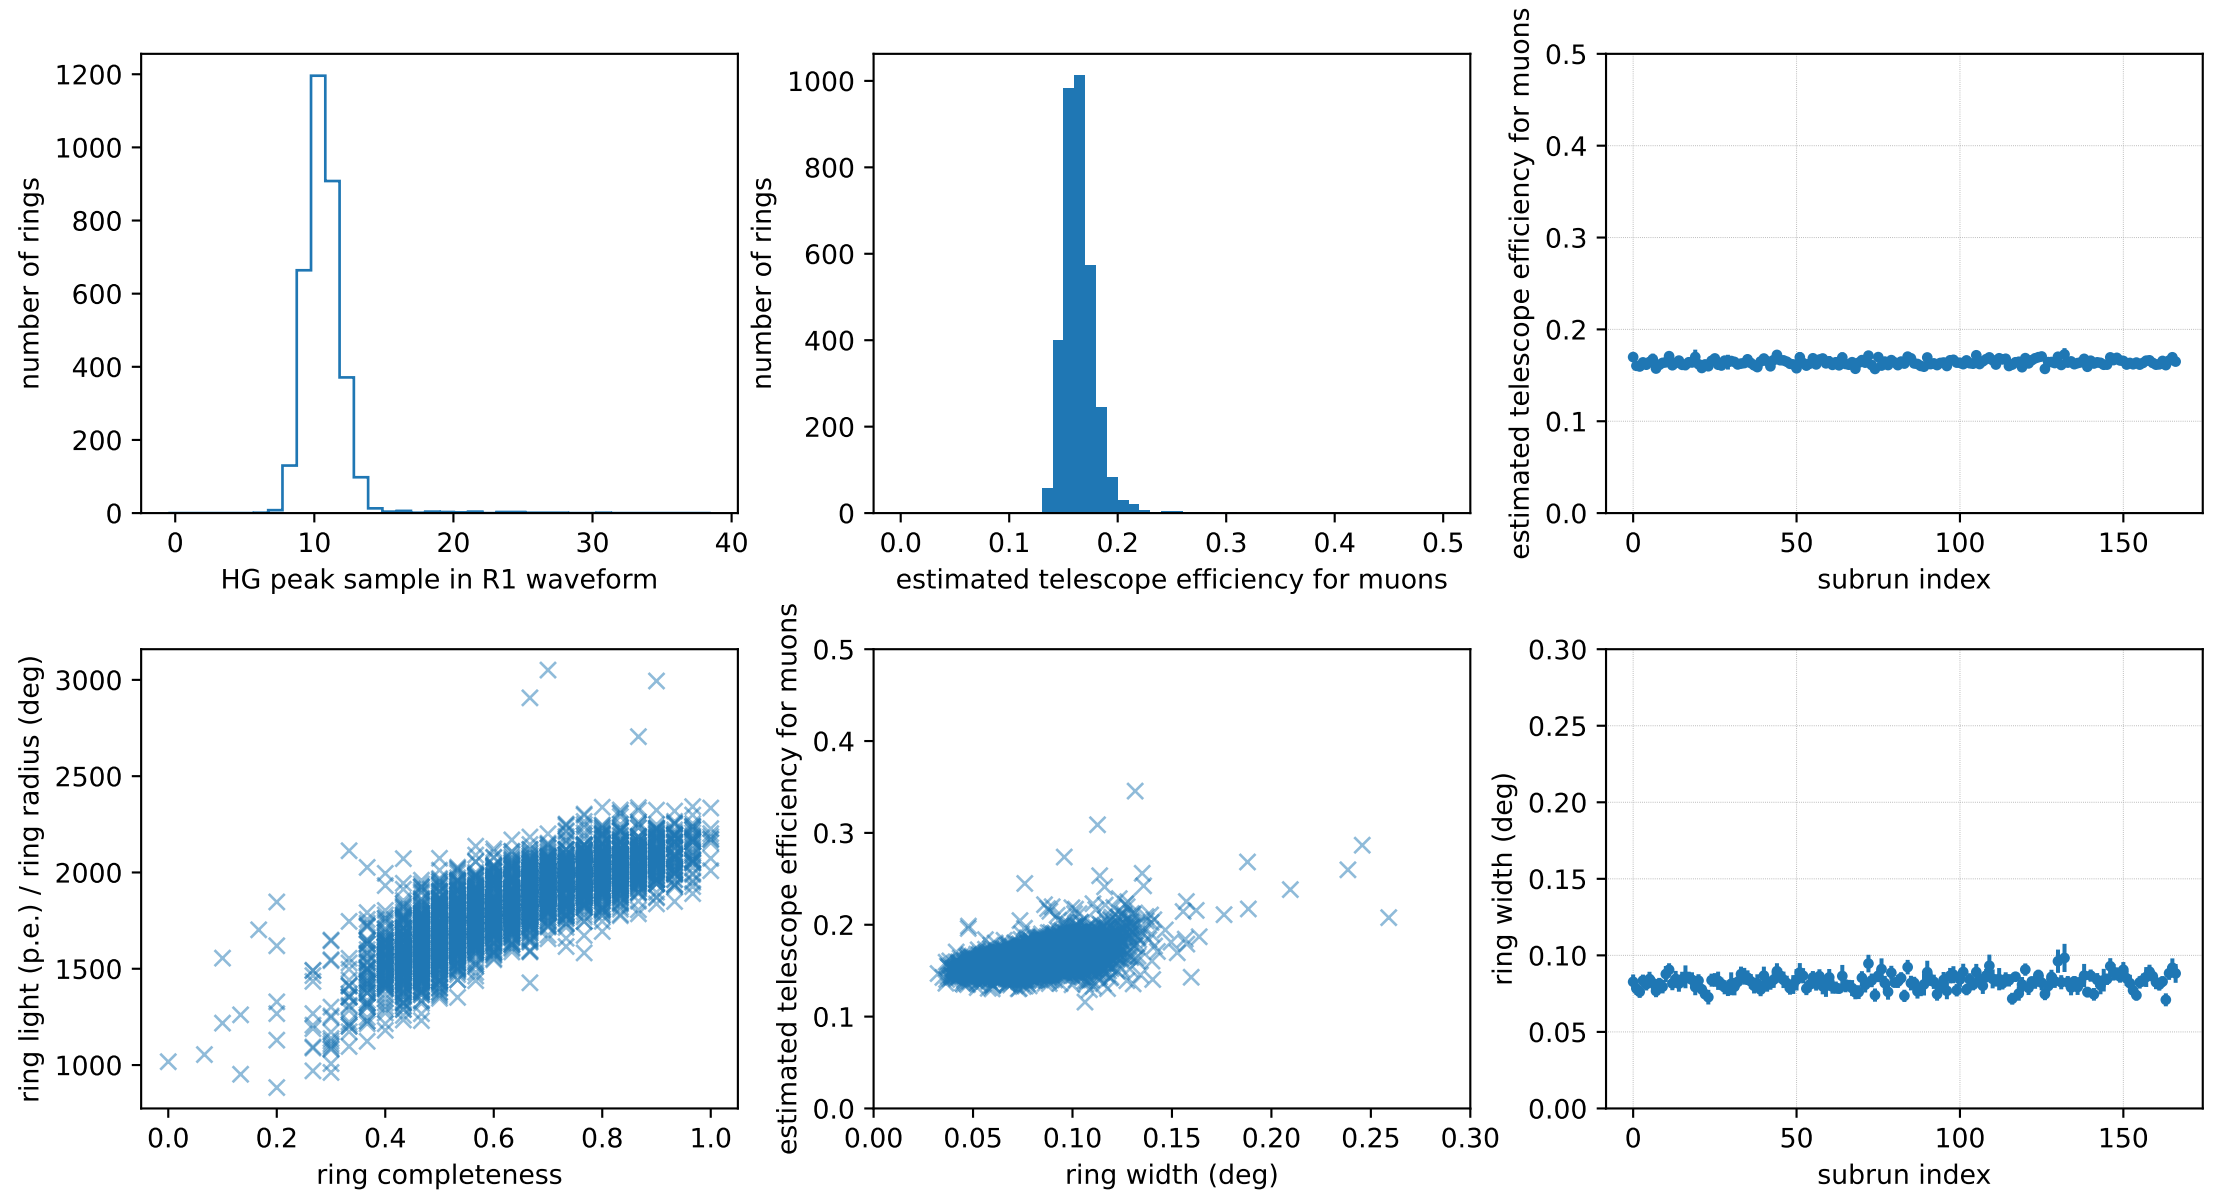 number of rings
1200
1000
800
600
400
200
0
0 10 20 30 40
HG peak sample in R1 waveform
number of rings
1000
800
600
400
200
0
0.0 0.1 0.2 0.3 0.4 0.5
estimated telescope efficiency for muons
estimated telescope efficiency for muons
0.5
0.4
0.3
0.2
0.1
0.0
0 50 100 150
subrun index
ring light (p.e.) / ring radius (deg)
3000
2500
2000
1500
1000
0.0 0.2 0.4 0.6 0.8 1.0
ring completeness
estimated telescope efficiency for muons
0.5
0.4
0.3
0.2
0.1
0.0
0.00 0.05 0.10 0.15 0.20 0.25 0.30
ring width (deg)
ring width (deg)
0.30
0.25
0.20
0.15
0.10
0.05
0.00
0 50 100 150
subrun index